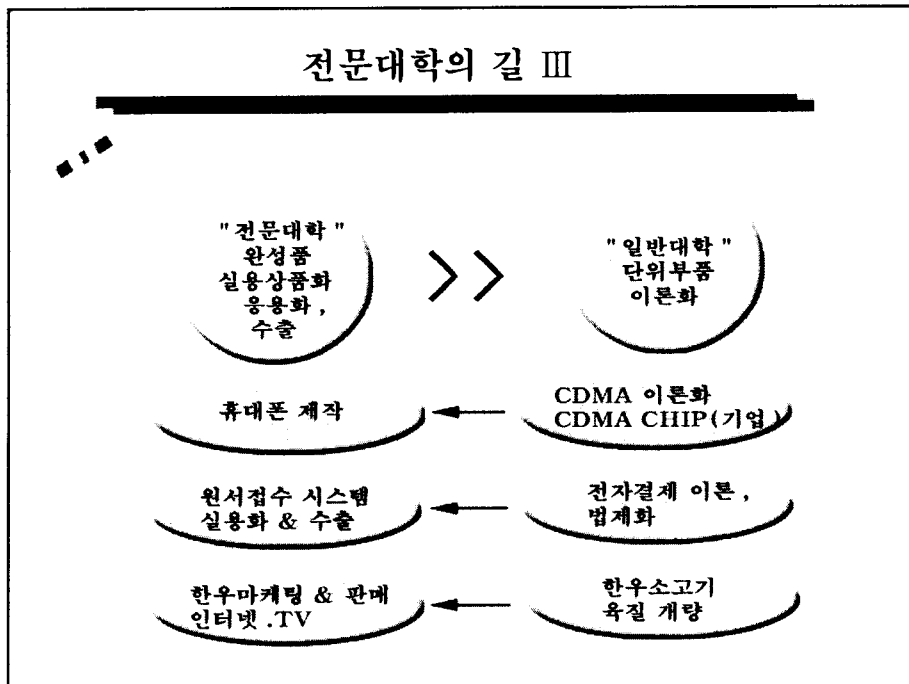 전문대학의 길 Ⅲ
"전문대학"
완성품
실용상품화
응용화,
수출
"일반대학"
단위부품
이론화
휴대폰 제작
CDMA 이론화
CDMA CHIP(기업)
원서접수 시스템
실용화 & 수출
전자결제 이론,
법제화
한우마케팅 & 판매
인터넷.TV
한우소고기
육질 개량